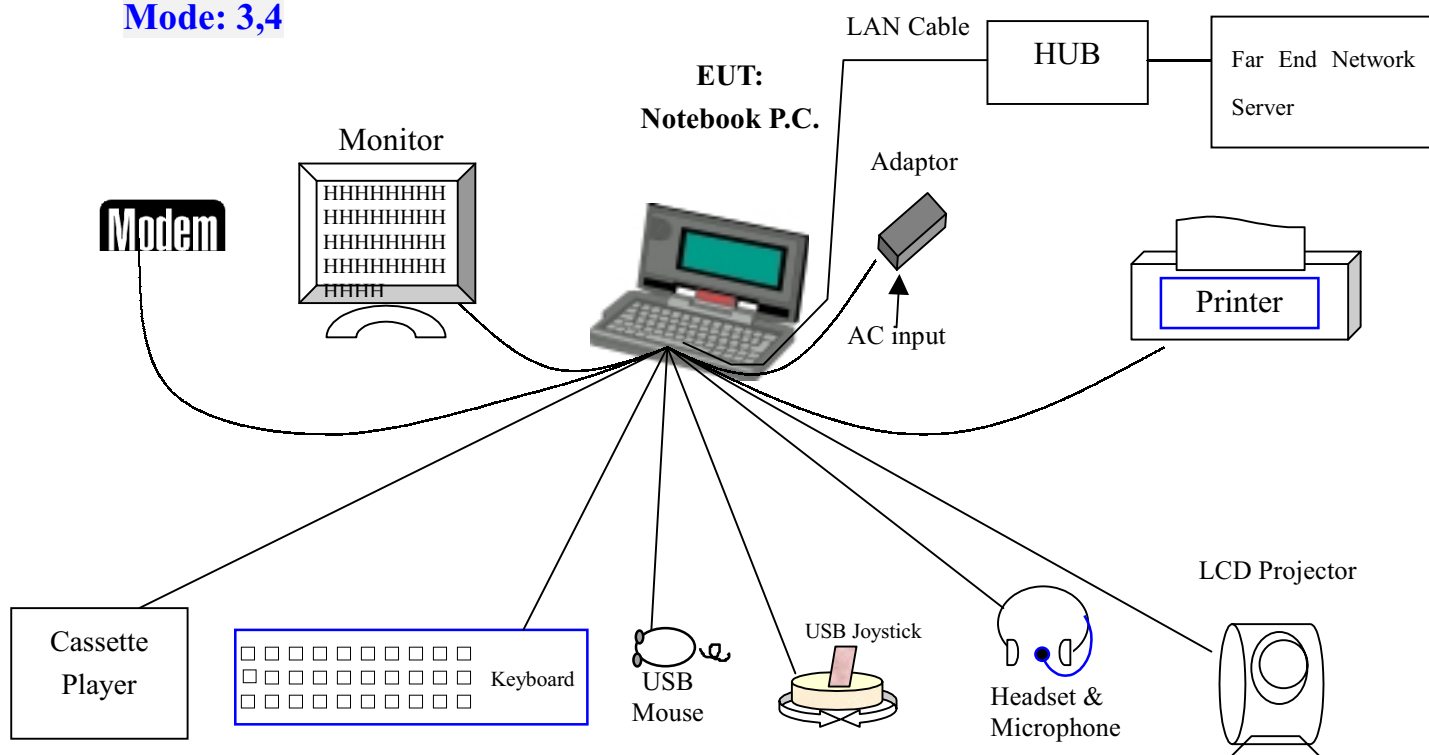 Mode: 3,4
LAN Cable
HUB
Far End Network
Server
EUT:
Notebook P.C.
Monitor
HHHHHHHH
HHHHHHHH
HHHHHHHH
HHHHHHHH
HHHH
Adaptor
Modem
AC input
Printer
LCD Projector
Cassette
Player
Keyboard
USB
Mouse
USB Joystick
Headset &
Microphone